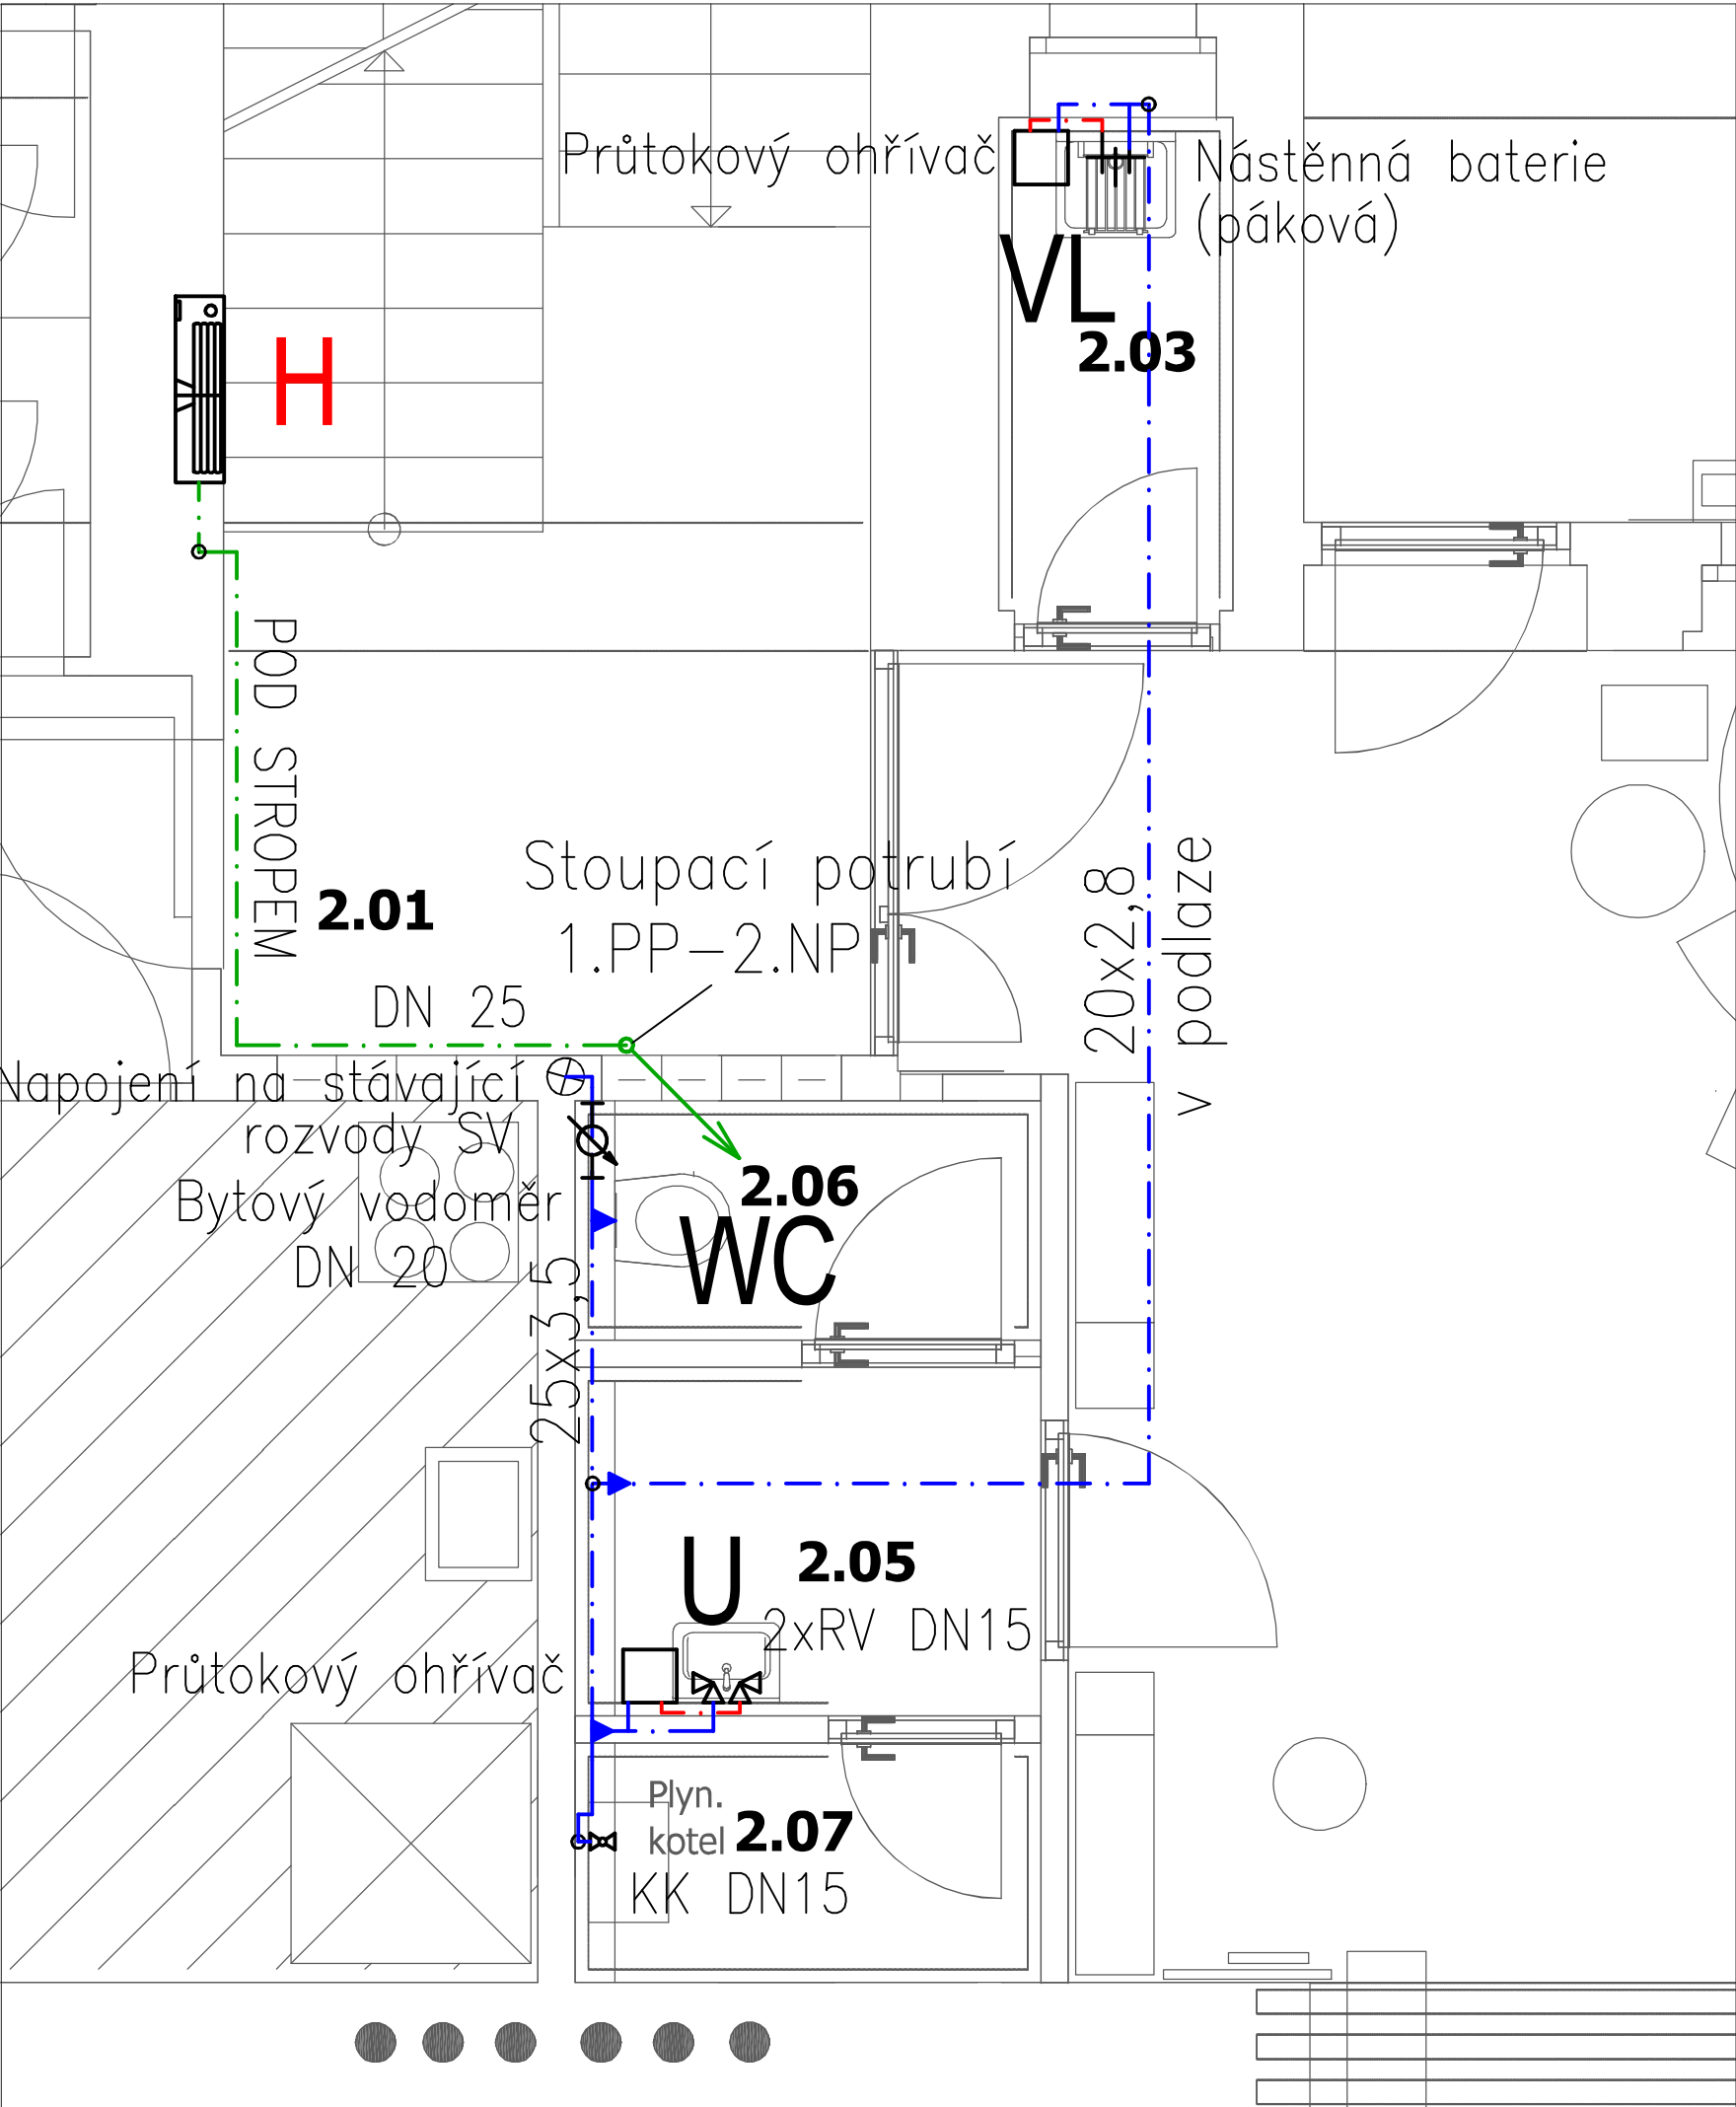 Průtokový ohřívač
Nástěnná baterie
(páková)
VL
2.03
H
POD STROPEM
2.01
Stoupací potrubí
1.PP-2.NP
DN 25
20x2,8
v podlaze
Napojení na stávající
rozvody SV
Bytový vodoměr
DN 20
2.06
WC
25x3,5
U
2.05
2xRV DN15
Průtokový ohřívač
Plyn.
kotel
2.07
KK DN15